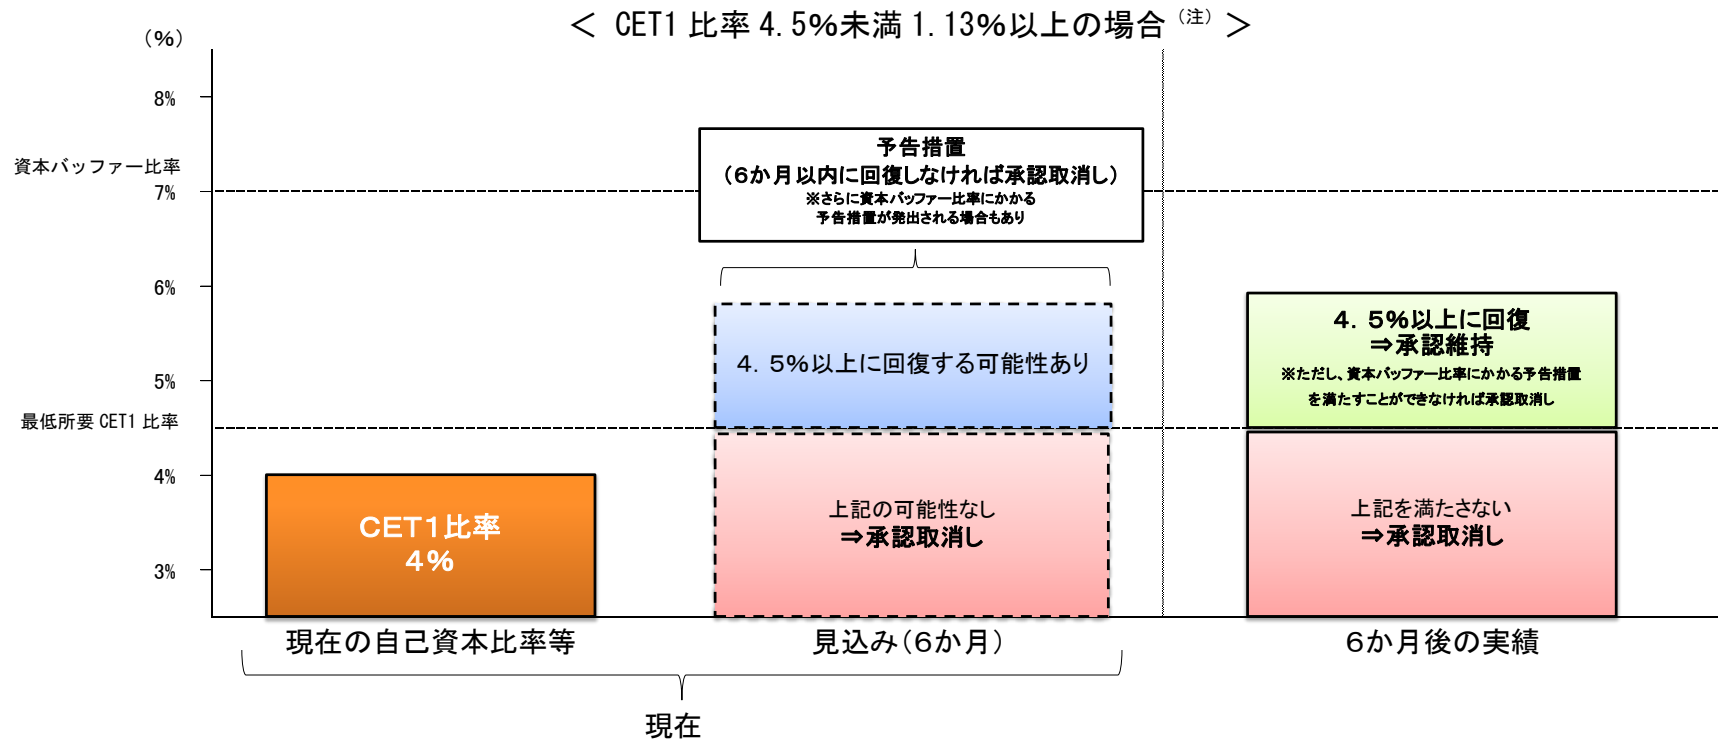 ＜ CET1 比率 4.5%未満 1.13%以上の場合（注） ＞
（%）
8%
資本バッファー比率
7%
6%
5%
最低所要 CET1 比率
4%
3%
CET1比率
4%
予告措置
（6か月以内に回復しなければ承認取消し）
※さらに資本バッファー比率にかかる
予告措置が発出される場合もあり
4．5%以上に回復する可能性あり
上記の可能性なし
⇒承認取消し
4．5%以上に回復
⇒承認維持
※ただし、資本バッファー比率にかかる予告措置
を満たすことができなければ承認取消し
上記を満たさない
⇒承認取消し
現在の自己資本比率等
見込み（6か月）
6か月後の実績
現在